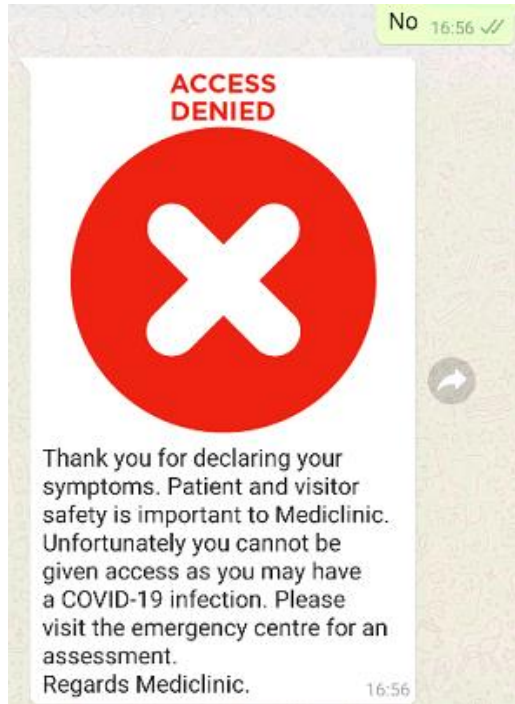 No 16:56
ACCESS
DENIED
Thank you for declaring your
symptoms. Patient and visitor
safety is important to Mediclinic.
Unfortunately you cannot be
given access as you may have
a COVID-19 infection. Please
visit the emergency centre for an
assessment.
Regards Mediclinic. 16:56